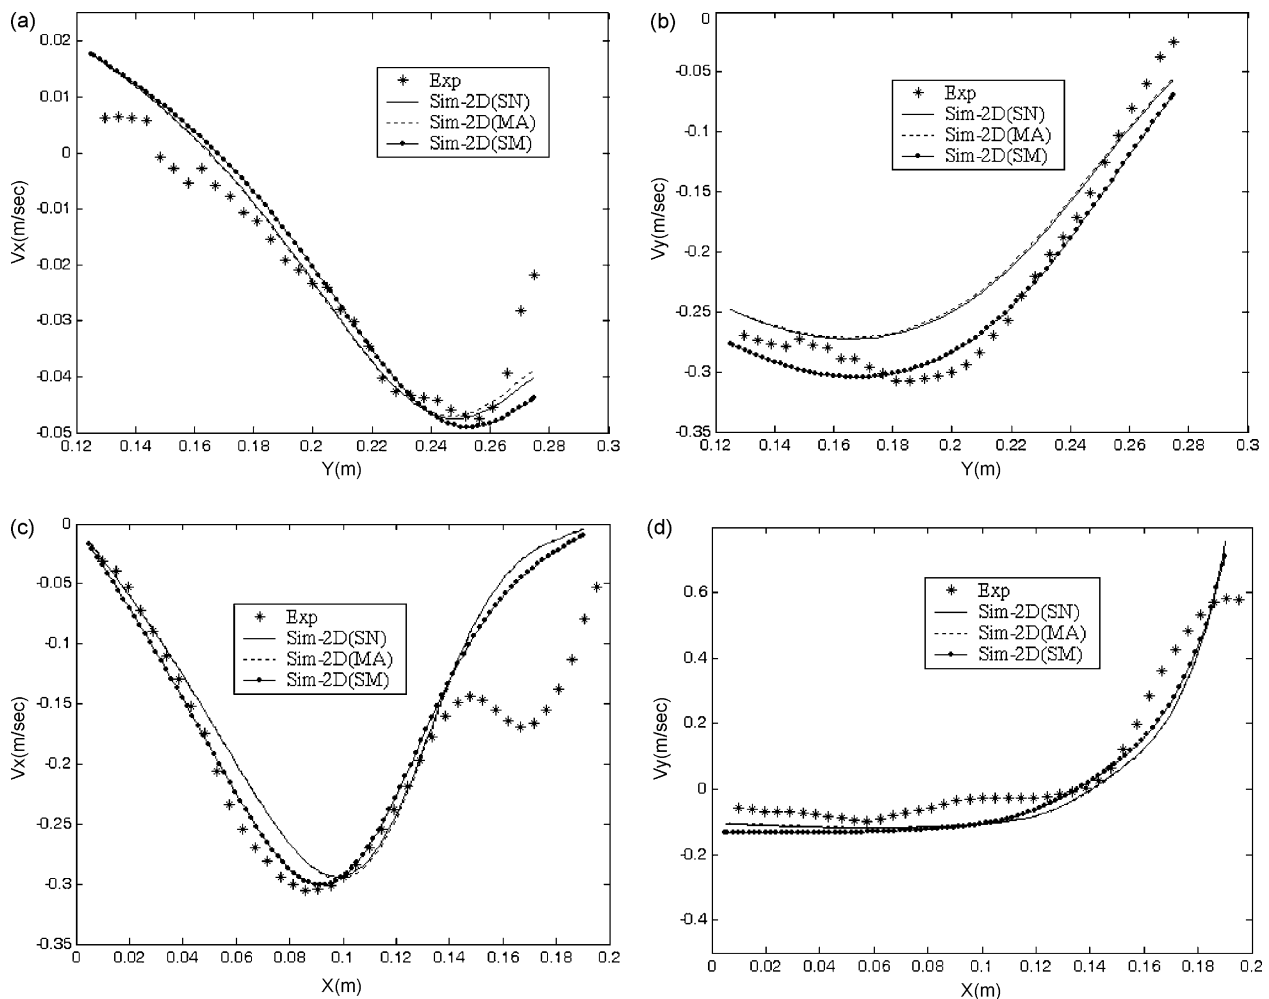 (a)
0.02
0.01
0
-0.01
-0.02
-0.03
-0.04
-0.05
Vx(m/sec)
Exp
Sim-2D(SN)
Sim-2D(MA)
Sim-2D(SM)
0.12 0.14 0.16 0.18 0.2 0.22 0.24 0.26 0.28 0.3
Y(m)
(b)
0
-0.05
-0.1
-0.15
-0.2
-0.25
-0.3
-0.35
Vy(m/sec)
Exp
Sim-2D(SN)
Sim-2D(MA)
Sim-2D(SM)
0.12 0.14 0.16 0.18 0.2 0.22 0.24 0.26 0.28 0.3
Y(m)
(c)
0
-0.05
-0.1
-0.15
-0.2
-0.25
-0.3
-0.35
Vx(m/sec)
Exp
Sim-2D(SN)
Sim-2D(MA)
Sim-2D(SM)
0 0.02 0.04 0.06 0.08 0.1 0.12 0.14 0.16 0.18 0.2
X(m)
(d)
0.6
0.4
0.2
0
-0.2
-0.4
Vy(m/sec)
Exp
Sim-2D(SN)
Sim-2D(MA)
Sim-2D(SM)
0 0.02 0.04 0.06 0.08 0.1 0.12 0.14 0.16 0.18 0.2
X(m)